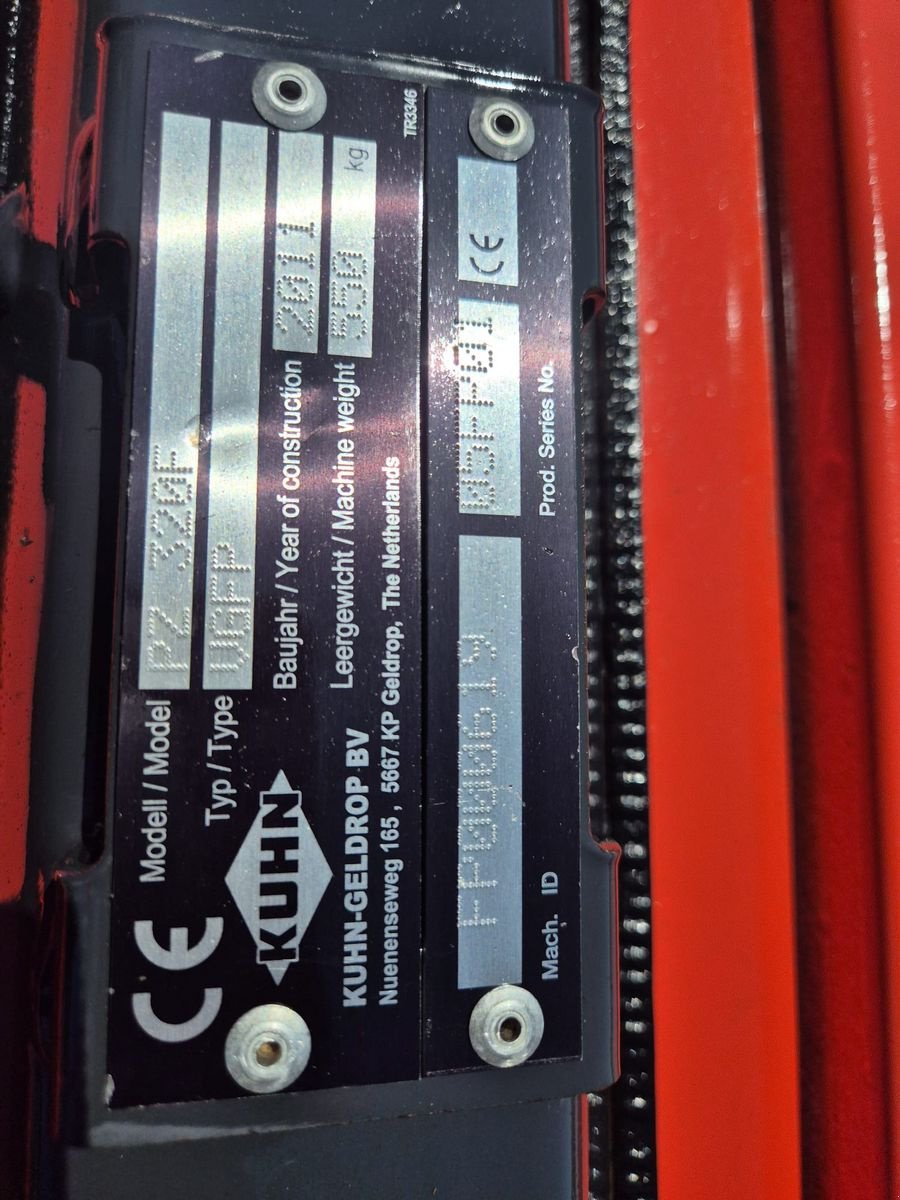 CE Modell / Model PZ 320F
Typ / Type VGFP
KUHN Baujahr / Year of construction 2011
Leergewicht / Machine weight 550 kg
KUHN-GELDROP BV
Nuenenseweg 165 , 5667 KP Geldrop, The Netherlands
TR3346
CE
Mach. ID Prod. Series No.